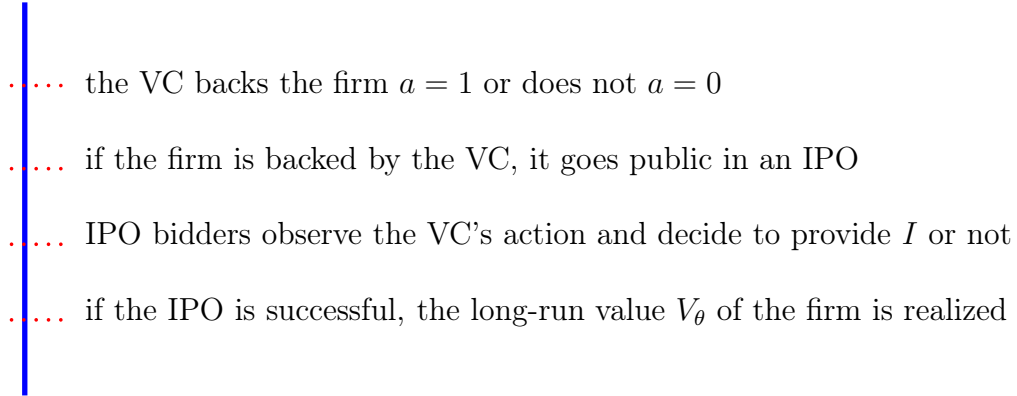 the VC backs the firm a = 1 or does not a = 0
if the firm is backed by the VC, it goes public in an IPO
IPO bidders observe the VC's action and decide to provide I or not
if the IPO is successful, the long-run value V_θ of the firm is realized